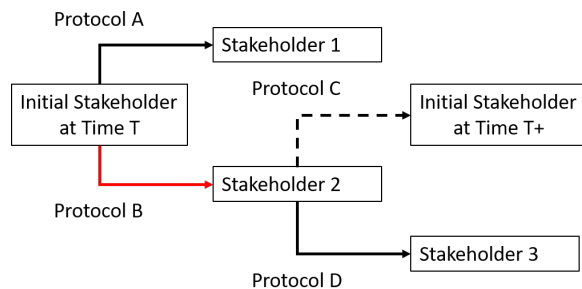 Protocol A
Stakeholder 1
Protocol C
Initial Stakeholder
at Time T
Initial Stakeholder
at Time T+
Stakeholder 2
Protocol B
Stakeholder 3
Protocol D